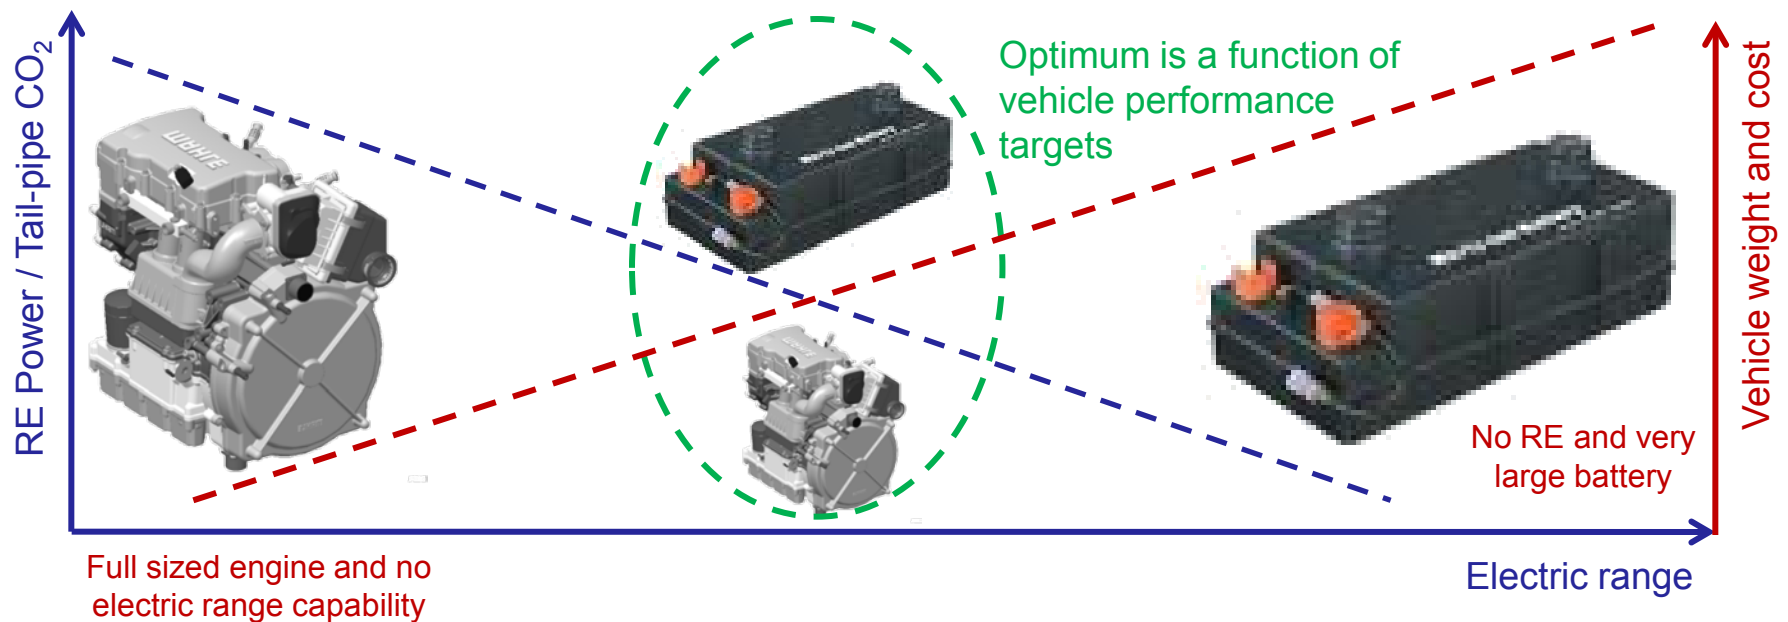 RE Power / Tail-pipe CO₂
MAHLE
Optimum is a function of
vehicle performance
targets
MAHLE
Vehicle weight and cost
No RE and very
large battery
Full sized engine and no
electric range capability
Electric range